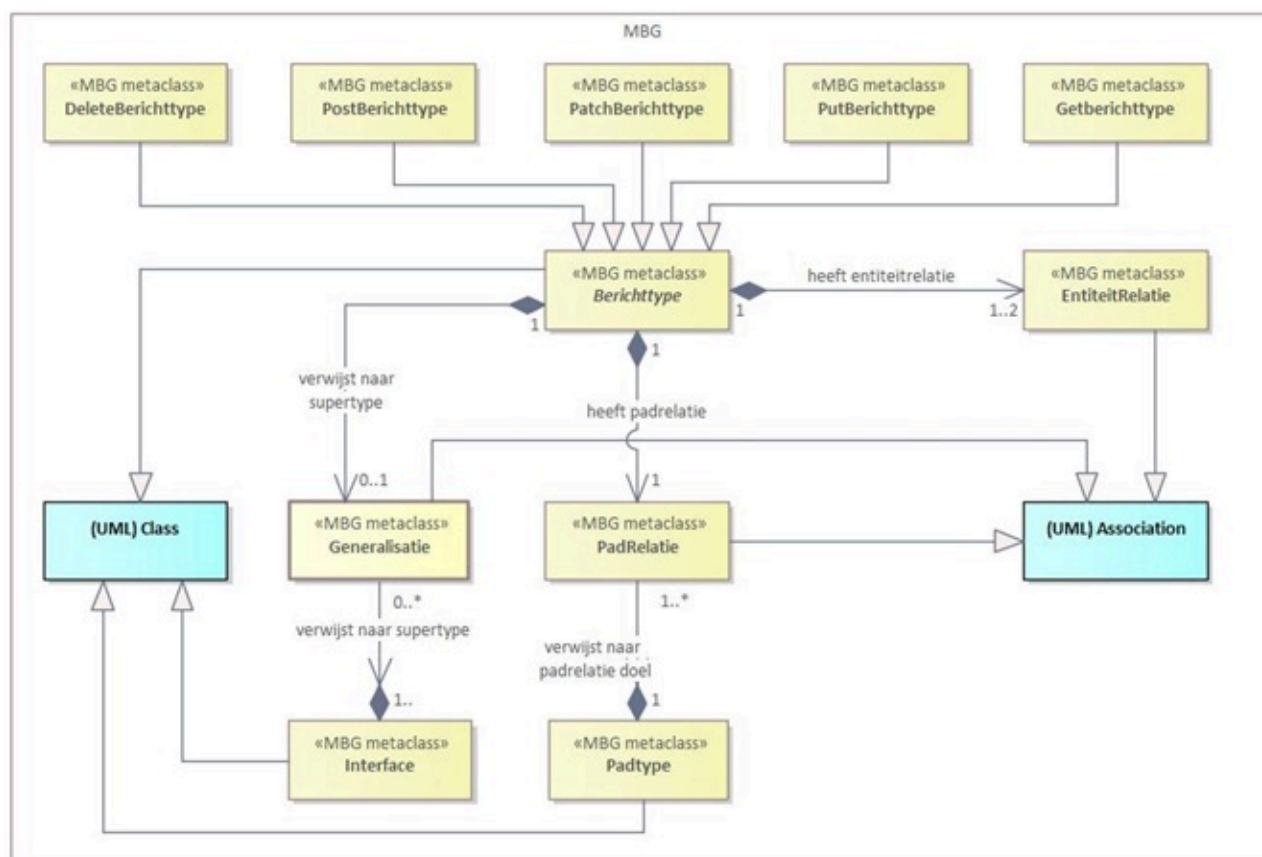 MBG
«MBG metaclass»
DeleteBerichttype
«MBG metaclass»
PostBerichttype
«MBG metaclass»
PatchBerichttype
«MBG metaclass»
PutBerichttype
«MBG metaclass»
Getberichttype
«MBG metaclass»
Berichttype
heeft entiteitrelatie
1
1..2
«MBG metaclass»
EntiteitRelatie
1
1
verwijst naar
supertype
heeft padrelatie
0..1
1
(UML) Class
«MBG metaclass»
Generalisatie
«MBG metaclass»
PadRelatie
(UML) Association
0..*
1..*
verwijst naar supertype
verwijst naar
padrelatie doel
1..
1
«MBG metaclass»
Interface
«MBG metaclass»
Padtype